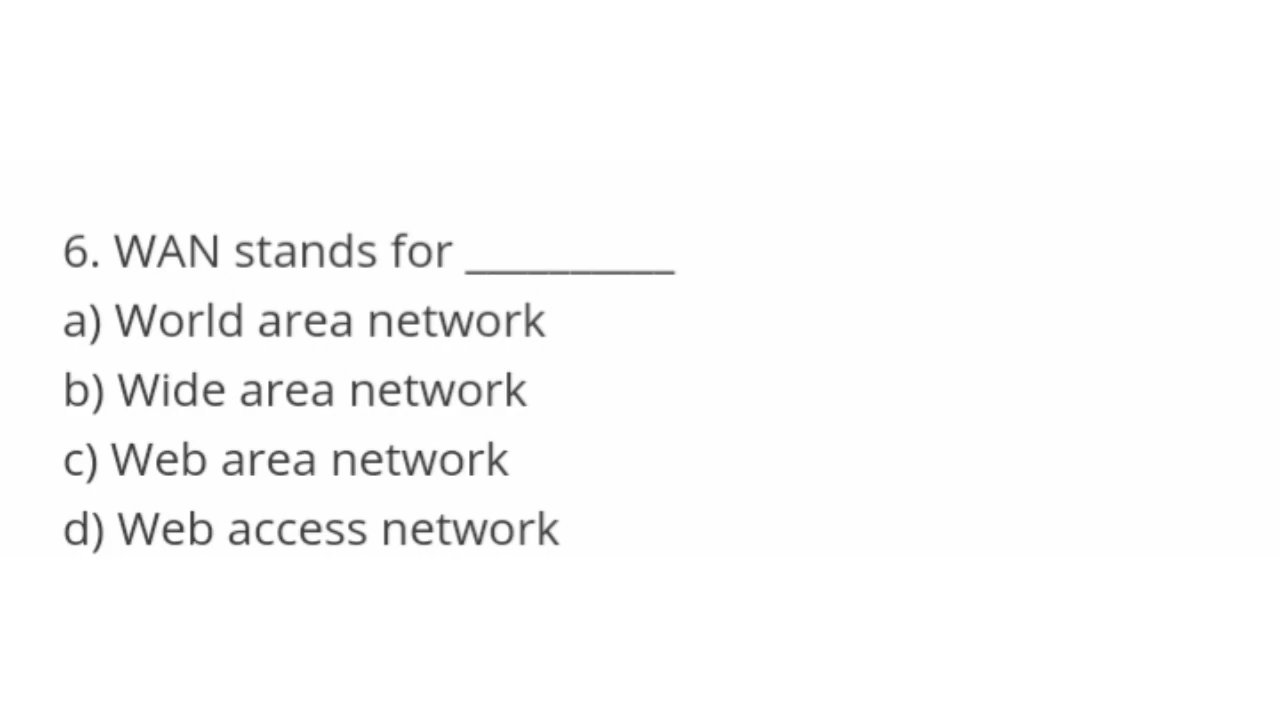 6. WAN stands for __________
a) World area network
b) Wide area network
c) Web area network
d) Web access network